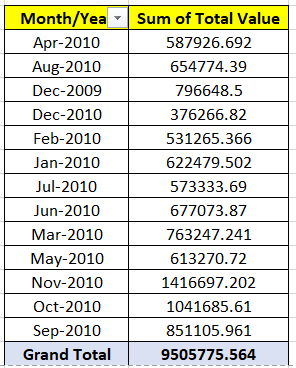 Month/Yea Sum of Total Value
Apr-2010 587926.692
Aug-2010 654774.39
Dec-2009 796648.5
Dec-2010 376266.82
Feb-2010 531265.366
Jan-2010 622479.502
Jul-2010 573333.69
Jun-2010 677073.87
Mar-2010 763247.241
May-2010 613270.72
Nov-2010 1416697.202
Oct-2010 1041685.61
Sep-2010 851105.961
Grand Total 9505775.564